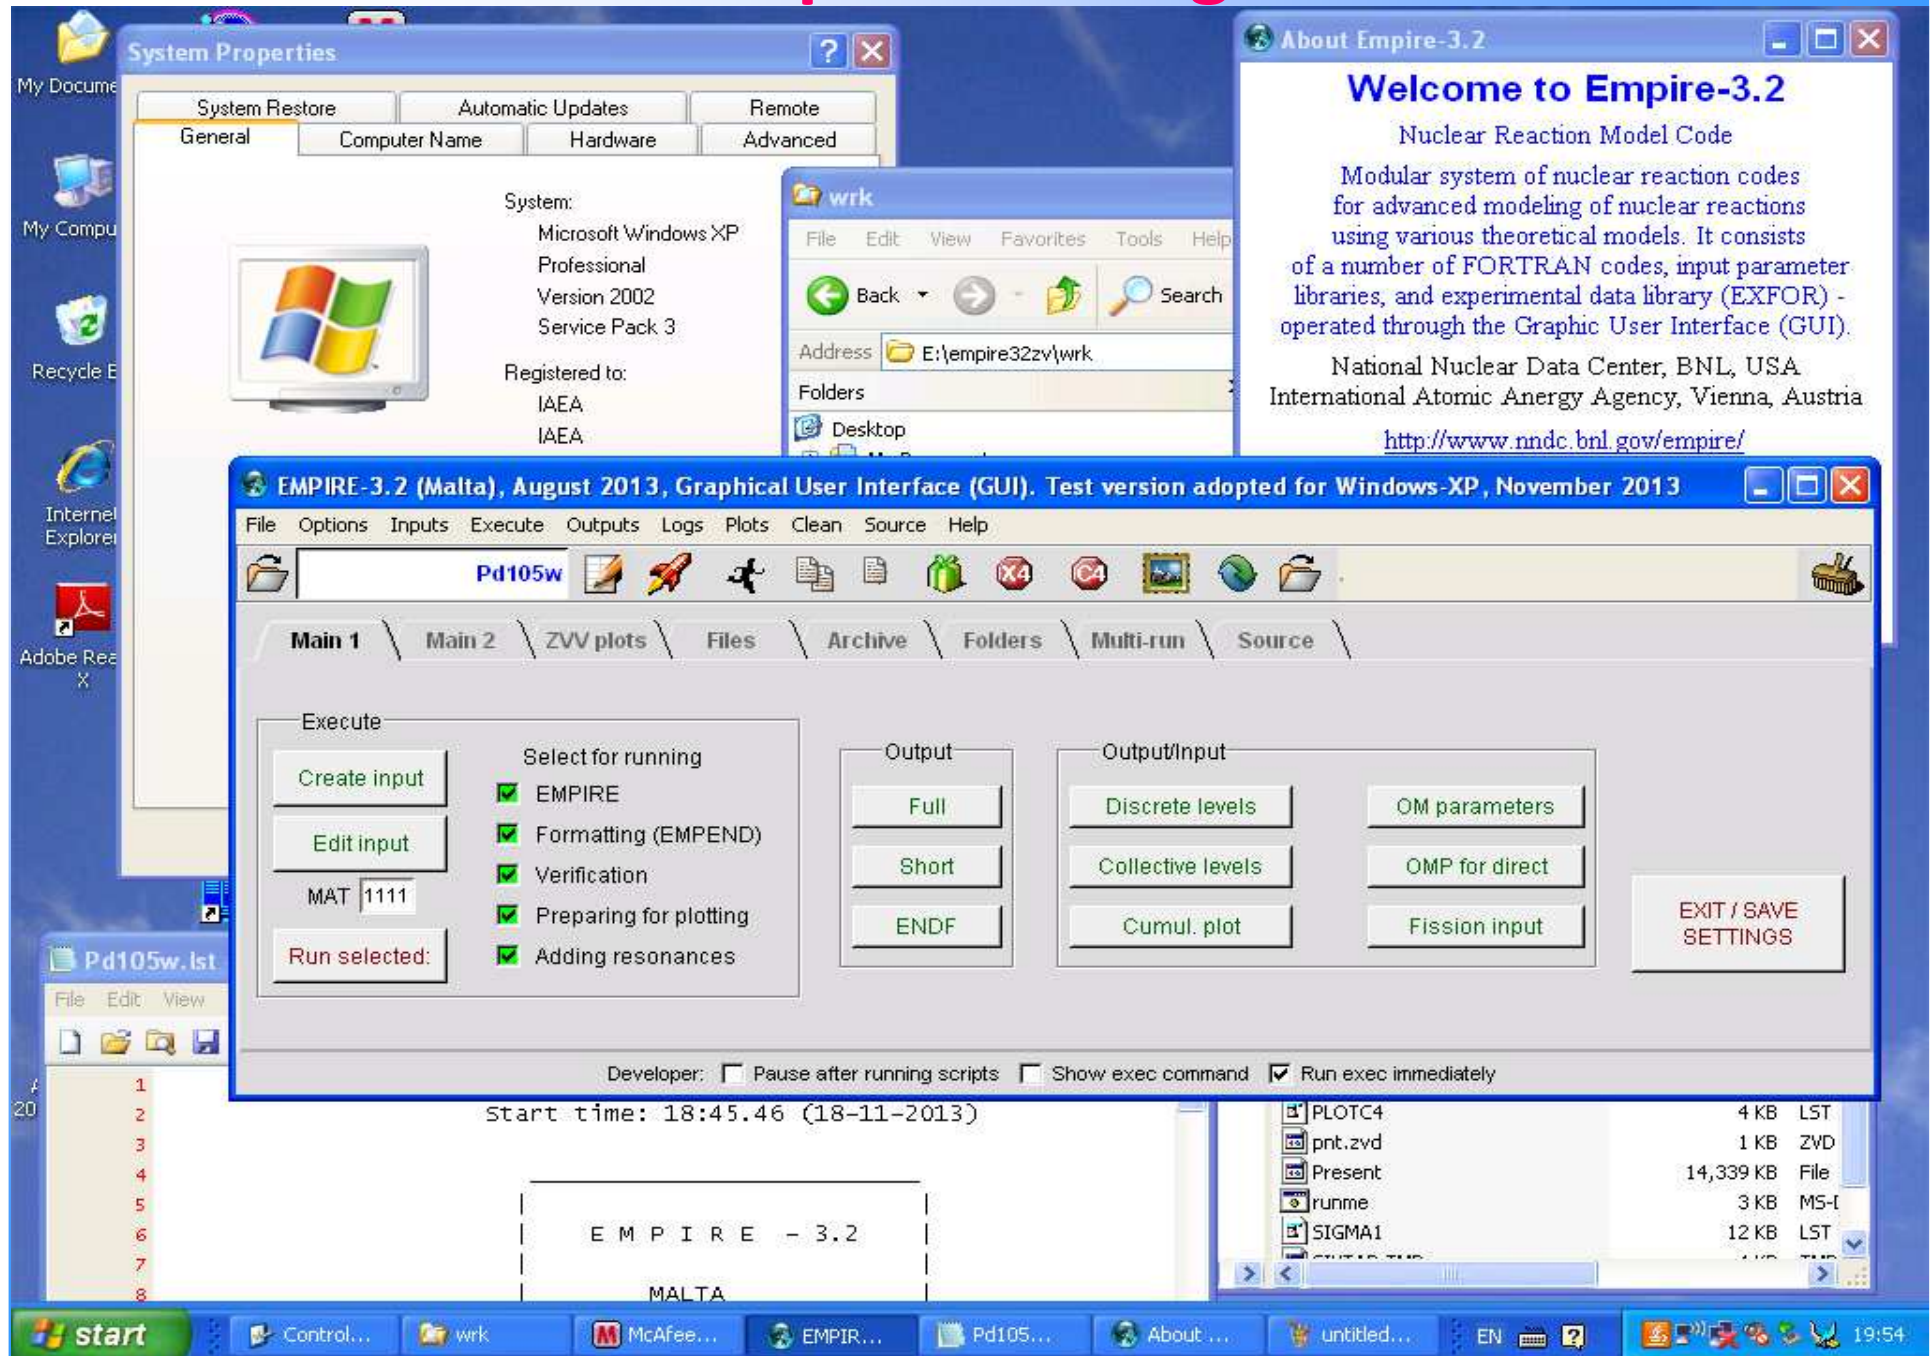 My Docume
My Compu
Recycle B
Internet
Explorer
Adobe Rea
X
System Properties
System Restore
Automatic Updates
Remote
General
Computer Name
Hardware
Advanced
System:
Microsoft Windows XP
Professional
Version 2002
Service Pack 3
Registered to:
IAEA
IAEA
wrk
File Edit View Favorites Tools Help
Back
Search
Address E:\empire32zv\wrk
Folders
Desktop
About Empire-3.2
Welcome to Empire-3.2
Nuclear Reaction Model Code
Modular system of nuclear reaction codes
for advanced modeling of nuclear reactions
using various theoretical models. It consists
of a number of FORTRAN codes, input parameter
libraries, and experimental data library (EXFOR) -
operated through the Graphic User Interface (GUI).
National Nuclear Data Center, BNL, USA
International Atomic Anergy Agency, Vienna, Austria
http://www.nndc.bnl.gov/empire/
EMPIRE-3.2 (Malta), August 2013, Graphical User Interface (GUI). Test version adopted for Windows-XP, November 2013
File Options Inputs Execute Outputs Logs Plots Clean Source Help
Pd105w
X4
C4
Main 1
Main 2
ZVV plots
Files
Archive
Folders
Multi-run
Source
Execute
Create input
Edit input
MAT 1111
Run selected:
Select for running
EMPIRE
Formatting (EMPEND)
Verification
Preparing for plotting
Adding resonances
Output
Full
Short
ENDF
Output/Input
Discrete levels
Collective levels
Cumul. plot
OM parameters
OMP for direct
Fission input
EXIT / SAVE
SETTINGS
Developer: Pause after running scripts Show exec command Run exec immediately
Pd105w.lst
File Edit View
20
1
2 Start time: 18:45.46 (18-11-2013)
3
4
5
6 E M P I R E - 3.2
7
8 MALTA
PLOTC4 4 KB LST
pnt.zvd 1 KB ZVD
Present 14,339 KB File
runme 3 KB MS-D
SIGMA1 12 KB LST
start
Control...
wrk
McAfee...
EMPIR...
Pd105...
About ...
untitled...
EN
19:54